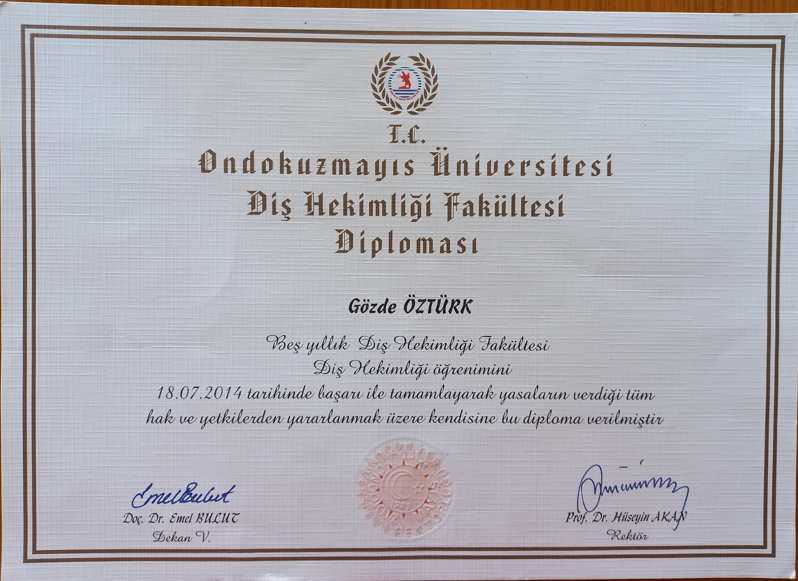 T.C.
Ondokuzmayıs Üniversitesi
Diş Hekimliği Fakültesi
Diploması
Gözde ÖZTÜRK
Beş yıllık Diş Hekimliği Fakültesi
Diş Hekimliği öğrenimini
18.07.2014 tarihinde başarı ile tamamlayarak yasaların verdiği tüm
hak ve yetkilerden yararlanmak üzere kendisine bu diploma verilmiştir
Emel Bulut
Doç. Dr. Emel BULUT
Dekan V.
Prof. Dr. Hüseyin AKAN
Rektör